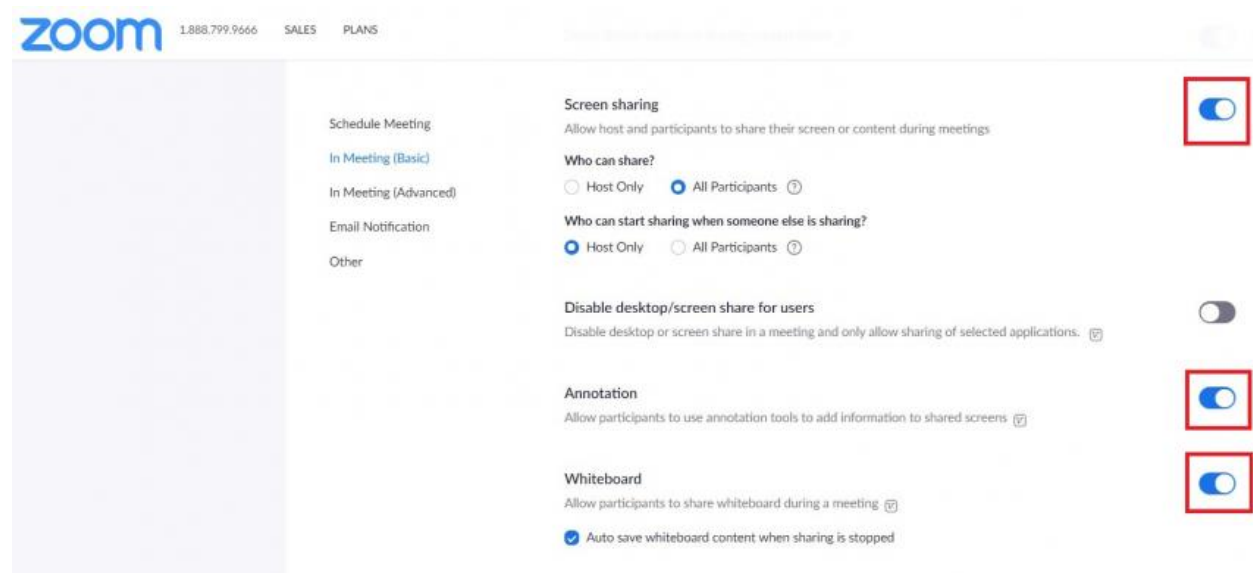 zoom 1.888.799.9666 SALES PLANS
Screen sharing
Allow host and participants to share their screen or content during meetings
Schedule Meeting
In Meeting (Basic)
In Meeting (Advanced)
Email Notification
Other
Who can share?
Host Only All Participants ?
Who can start sharing when someone else is sharing?
Host Only All Participants ?
Disable desktop/screen share for users
Disable desktop or screen share in a meeting and only allow sharing of selected applications.
Annotation
Allow participants to use annotation tools to add information to shared screens
Whiteboard
Allow participants to share whiteboard during a meeting
Auto save whiteboard content when sharing is stopped